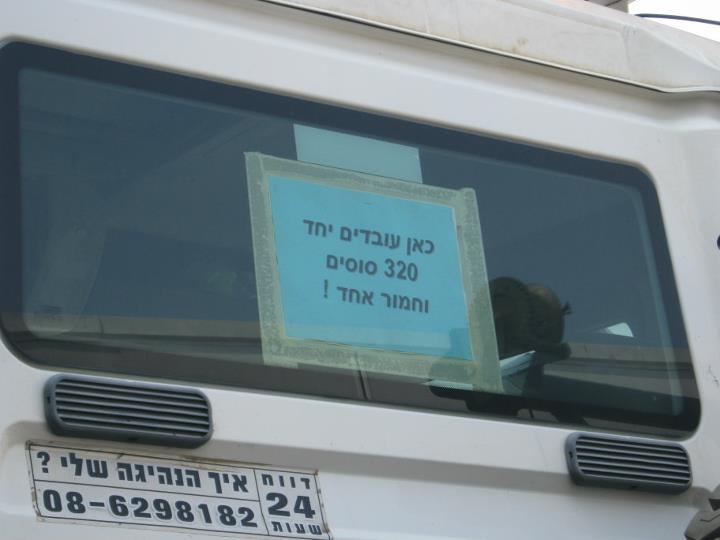 כאן עובדים יחד
320 סוסים
וחמור אחד !
איך הנהיגה שלי ?
08-6298182
דווח
24
שעות